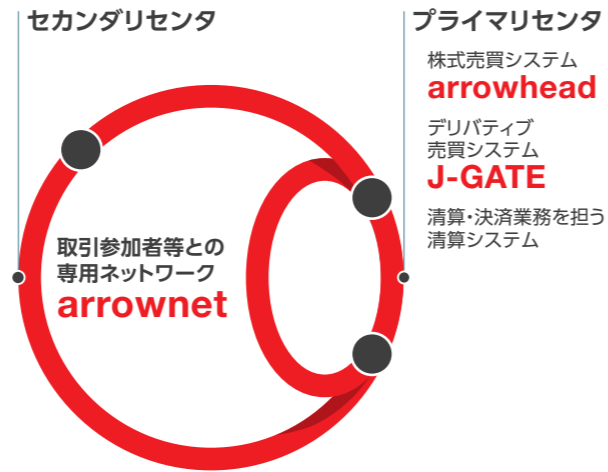 セカンダリセンタ
プライマリセンタ
株式売買システム
arrowhead
デリバティブ
売買システム
J-GATE
清算・決済業務を担う
清算システム
取引参加者等との
専用ネットワーク
arrownet